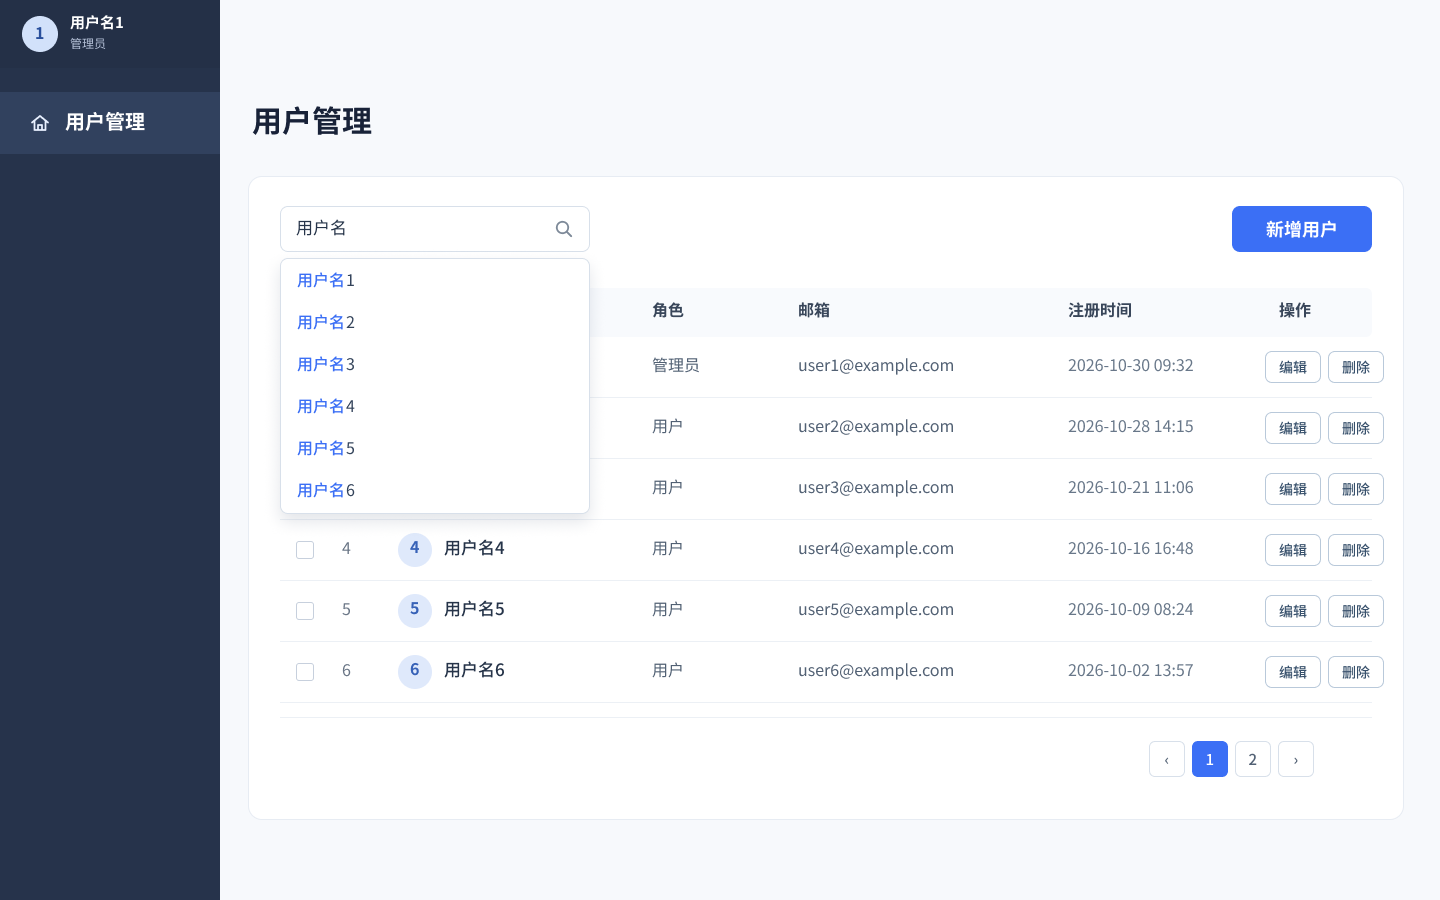 1
用户名1
管理员
用户管理
用户管理
用户名
新增用户
用户名1
用户名2
用户名3
用户名4
用户名5
用户名6
角色 邮箱 注册时间 操作
管理员 user1@example.com 2026-10-30 09:32 编辑 删除
用户 user2@example.com 2026-10-28 14:15 编辑 删除
用户 user3@example.com 2026-10-21 11:06 编辑 删除
4 4 用户名4 用户 user4@example.com 2026-10-16 16:48 编辑 删除
5 5 用户名5 用户 user5@example.com 2026-10-09 08:24 编辑 删除
6 6 用户名6 用户 user6@example.com 2026-10-02 13:57 编辑 删除
‹ 1 2 ›